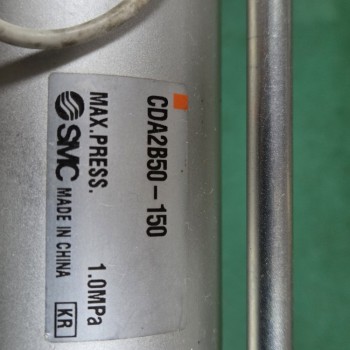 CDA2B50-150
MAX.PRESS. 1.0MPa
SMC MADE IN CHINA KR